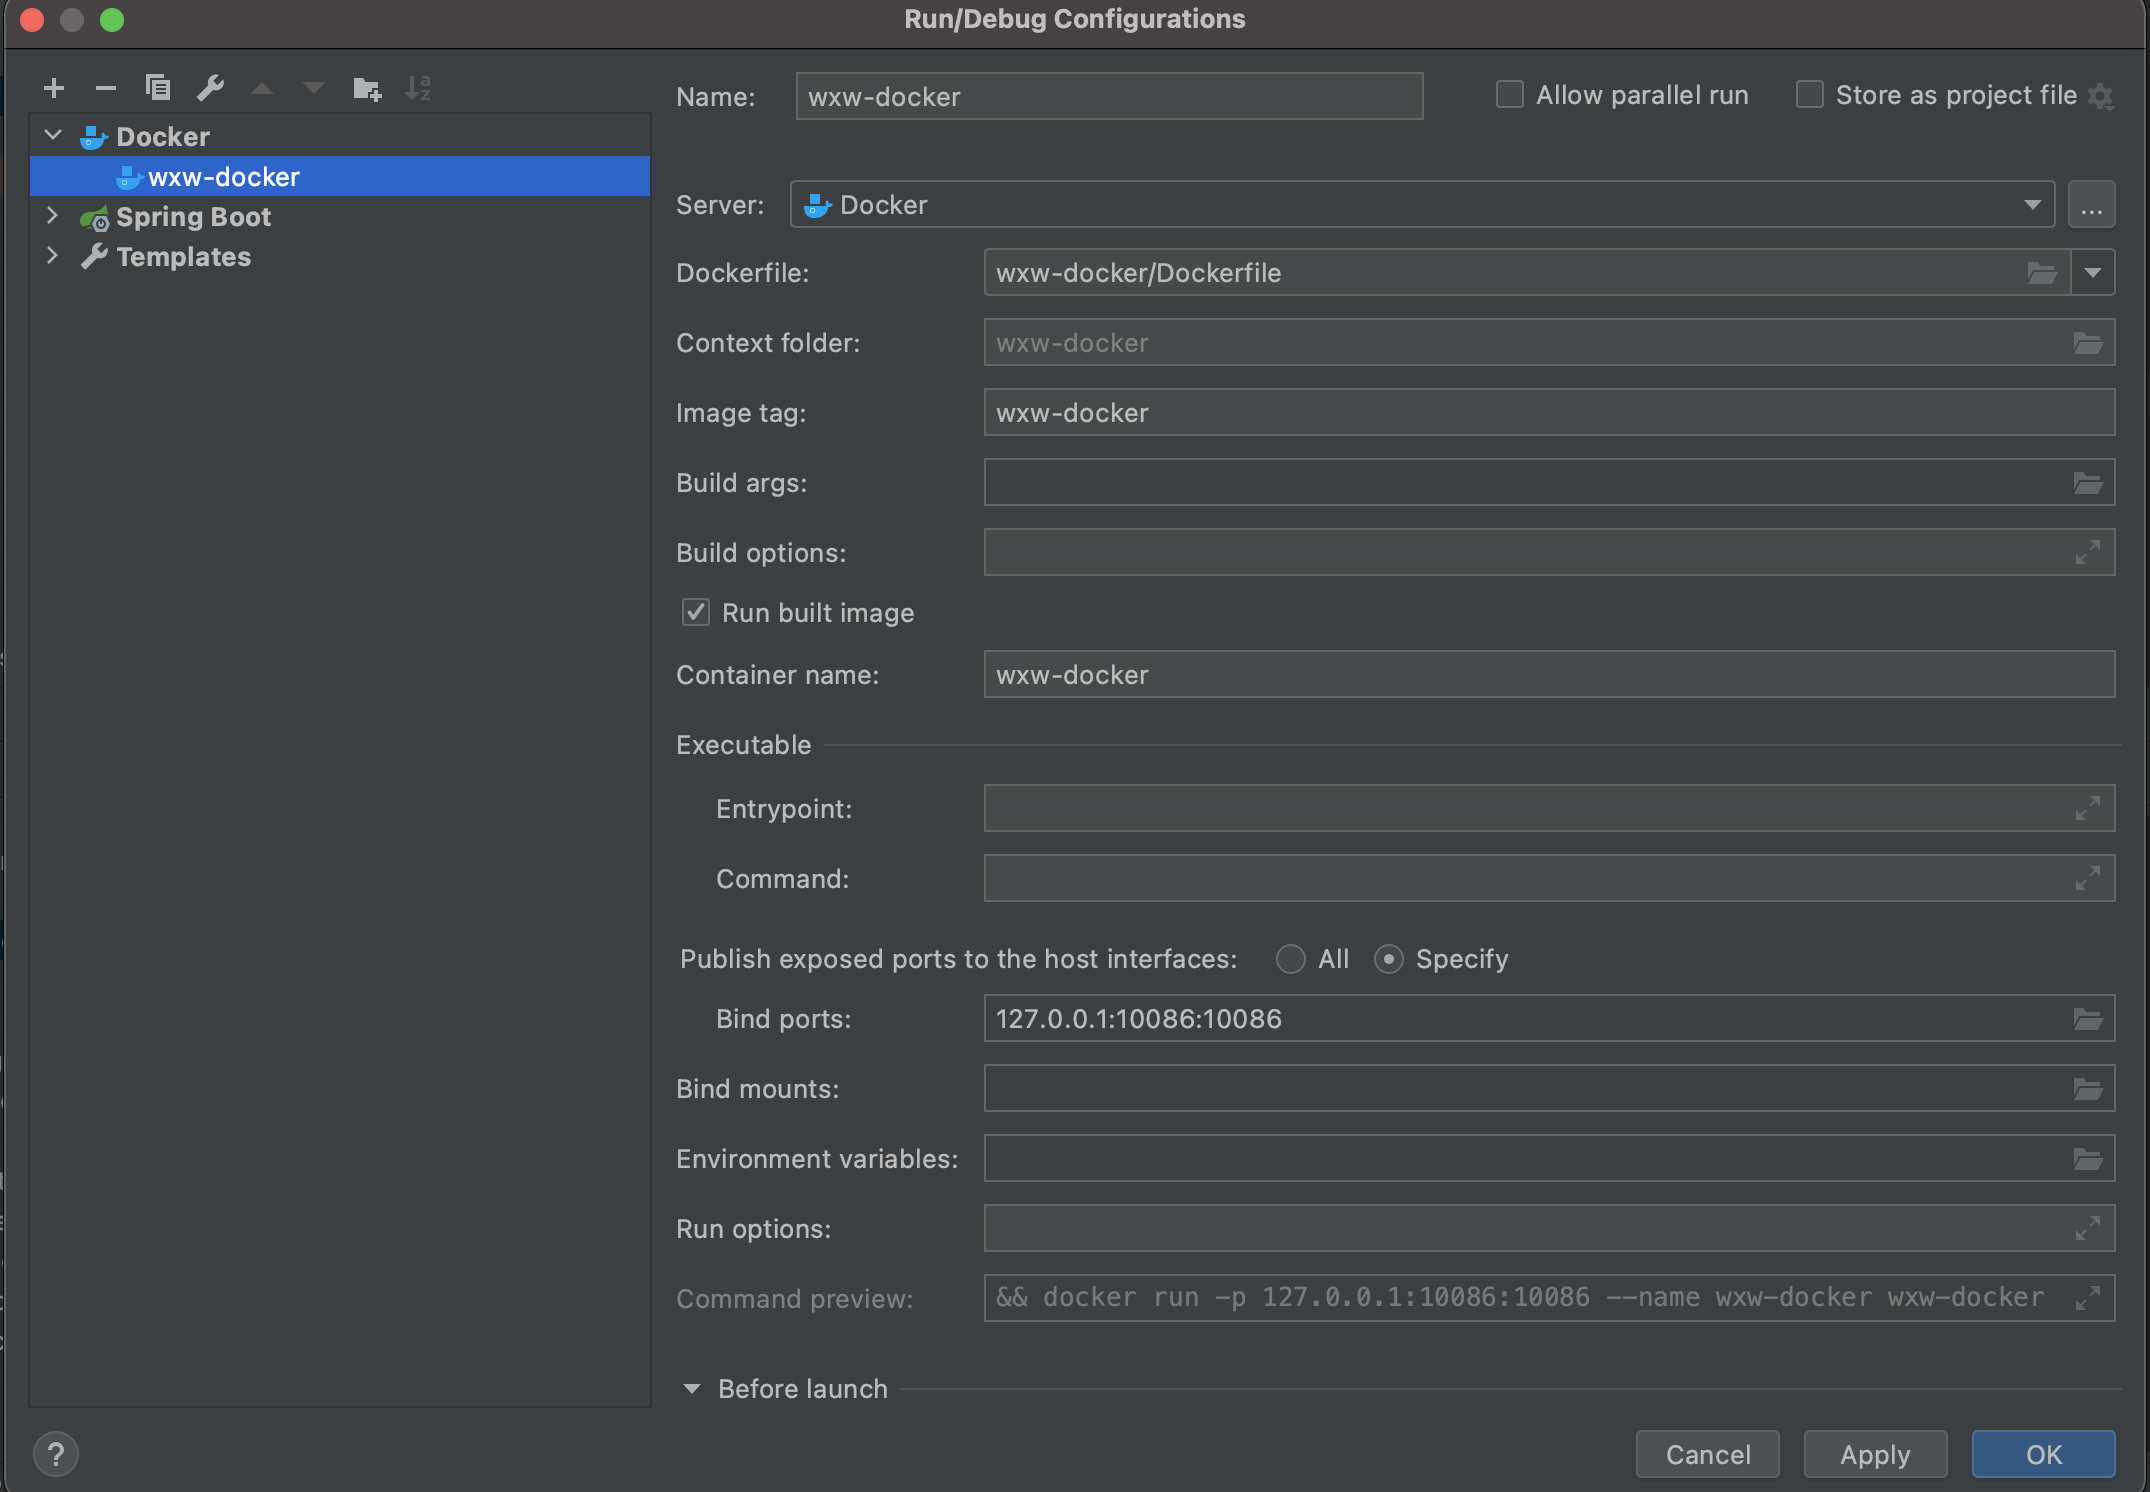 Run/Debug Configurations
Docker
wxw-docker
Spring Boot
Templates
Name: wxw-docker Allow parallel run Store as project file
Server: Docker ...
Dockerfile: wxw-docker/Dockerfile
Context folder: wxw-docker
Image tag: wxw-docker
Build args:
Build options:
Run built image
Container name: wxw-docker
Executable
Entrypoint:
Command:
Publish exposed ports to the host interfaces: All Specify
Bind ports: 127.0.0.1:10086:10086
Bind mounts:
Environment variables:
Run options:
Command preview: && docker run -p 127.0.0.1:10086:10086 --name wxw-docker wxw-docker
Before launch
? Cancel Apply OK